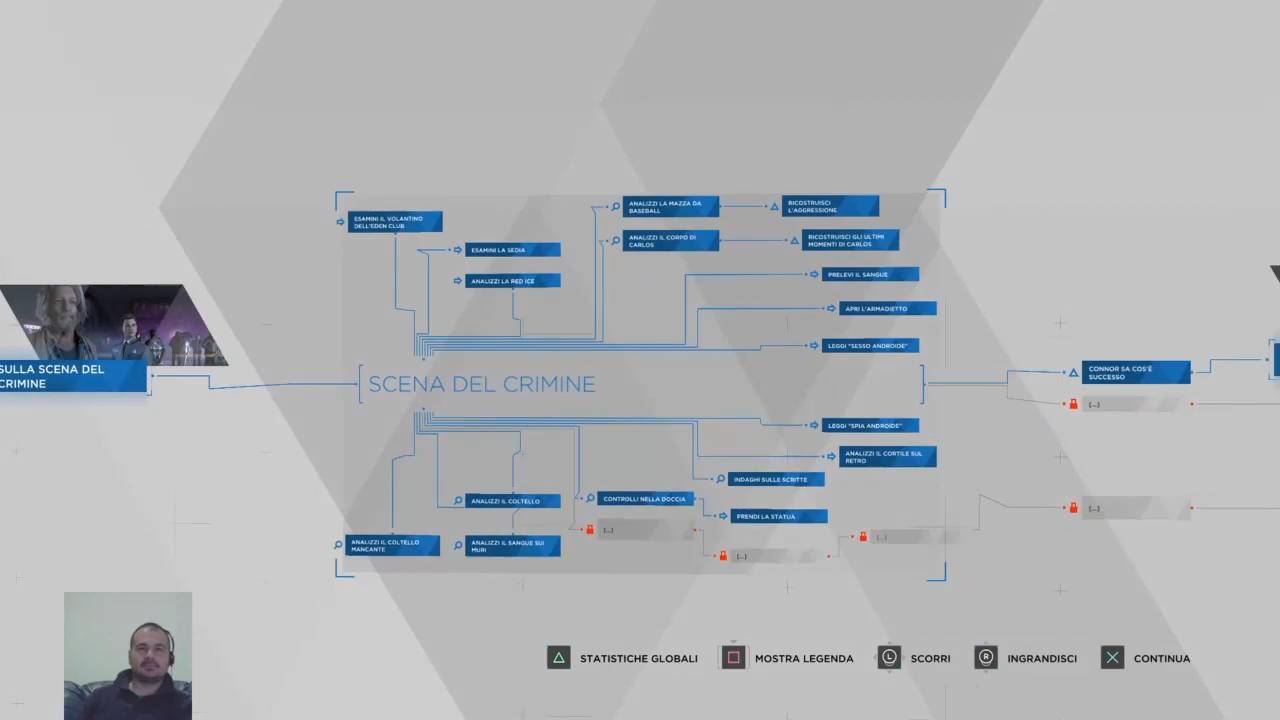 ANALIZZI LA MAZZA DA
BASEBALL
RICOSTRUISCI
L'AGGRESSIONE
ESAMINI IL VOLANTINO
DELL'EDEN CLUB
ANALIZZI IL CORPO DI
CARLOS
RICOSTRUISCI GLI ULTIMI
MOMENTI DI CARLOS
ESAMINI LA SEDIA
PRELEVI IL SANGUE
ANALIZZI LA RED ICE
APRI L'ARMADIETTO
LEGGI "SESSO ANDROIDE"
SULLA SCENA DEL
CRIMINE
SCENA DEL CRIMINE
CONNOR SA COS'È
SUCCESSO
[...]
LEGGI "SPIA ANDROIDE"
ANALIZZI IL CORTILE SUL
RETRO
INDAGHI SULLE SCRITTE
ANALIZZI IL COLTELLO
CONTROLLI NELLA DOCCIA
PRENDI LA STATUA
[...]
[...]
[...]
[...]
ANALIZZI IL COLTELLO
MANCANTE
ANALIZZI IL SANGUE SUI
MURI
STATISTICHE GLOBALI
MOSTRA LEGENDA
L
SCORRI
R
INGRANDISCI
CONTINUA